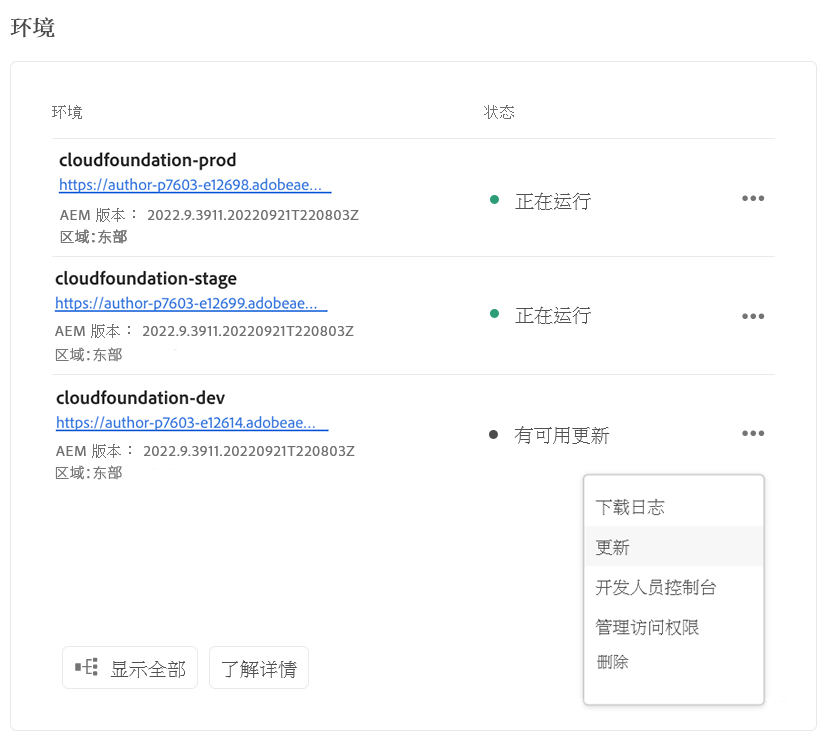 环境
环境 状态
cloudfoundation-prod
https://author-p7603-e12698.adobeae...
正在运行
AEM 版本： 2022.9.3911.20220921T220803Z
区域:东部
cloudfoundation-stage
https://author-p7603-e12699.adobeae...
正在运行
AEM 版本： 2022.9.3911.20220921T220803Z
区域:东部
cloudfoundation-dev
https://author-p7603-e12614.adobeae...
有可用更新
AEM 版本： 2022.9.3911.20220921T220803Z
区域:东部
下载日志
更新
开发人员控制台
管理访问权限
删除
显示全部 了解详情